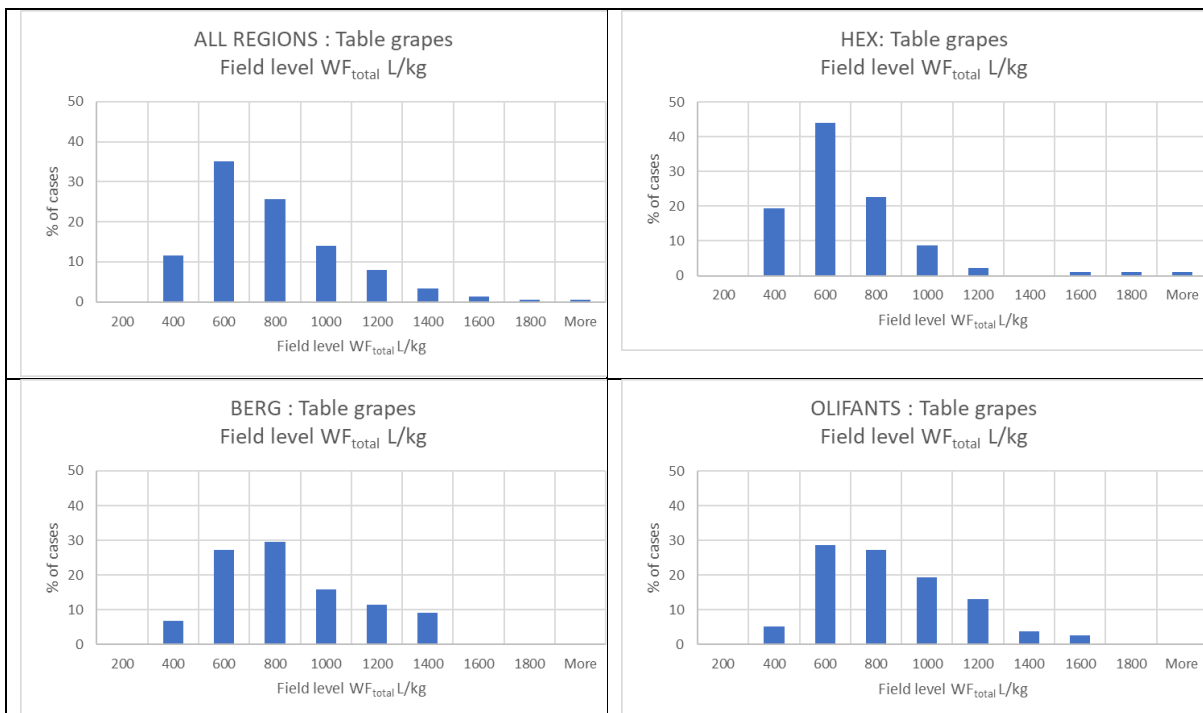 ALL REGIONS : Table grapes
Field level WFtotal L/kg
50
40
30
20
10
0
% of cases
200 400 600 800 1000 1200 1400 1600 1800 More
Field level WFtotal L/kg
HEX: Table grapes
Field level WFtotal L/kg
50
40
30
20
10
0
% of cases
200 400 600 800 1000 1200 1400 1600 1800 More
Field level WFtotal L/kg
BERG : Table grapes
Field level WFtotal L/kg
50
40
30
20
10
0
% of cases
200 400 600 800 1000 1200 1400 1600 1800 More
Field level WFtotal L/kg
OLIFANTS : Table grapes
Field level WFtotal L/kg
50
40
30
20
10
0
% of cases
200 400 600 800 1000 1200 1400 1600 1800 More
Field level WFtotal L/kg